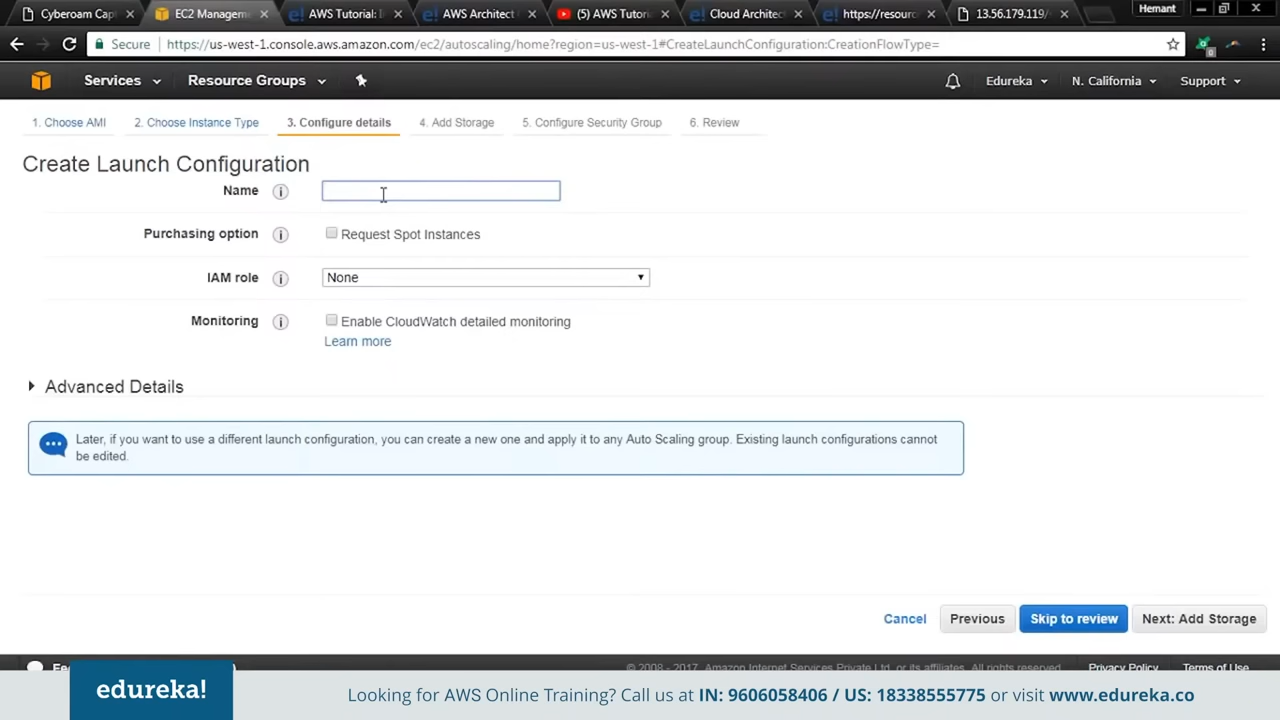 Cyberoam Capt
EC2 Managem
AWS Tutorial: I
AWS Architect
(5) AWS Tutori
Cloud Architec
https://resourc
13.56.179.119/
Hemant
Secure
https://us-west-1.console.aws.amazon.com/ec2/autoscaling/home?region=us-west-1#CreateLaunchConfiguration:CreationFlowType=
Services
Resource Groups
Edureka
N. California
Support
1. Choose AMI
2. Choose Instance Type
3. Configure details
4. Add Storage
5. Configure Security Group
6. Review
Create Launch Configuration
Name
Purchasing option
Request Spot Instances
IAM role
None
Monitoring
Enable CloudWatch detailed monitoring
Learn more
Advanced Details
Later, if you want to use a different launch configuration, you can create a new one and apply it to any Auto Scaling group. Existing launch configurations cannot
be edited.
Cancel
Previous
Skip to review
Next: Add Storage
© 2008 - 2017, Amazon Internet Services Private Ltd. or its affiliates. All rights reserved.
Privacy Policy
Terms of Use
edureka!
Looking for AWS Online Training? Call us at IN: 9606058406 / US: 18338555775 or visit www.edureka.co